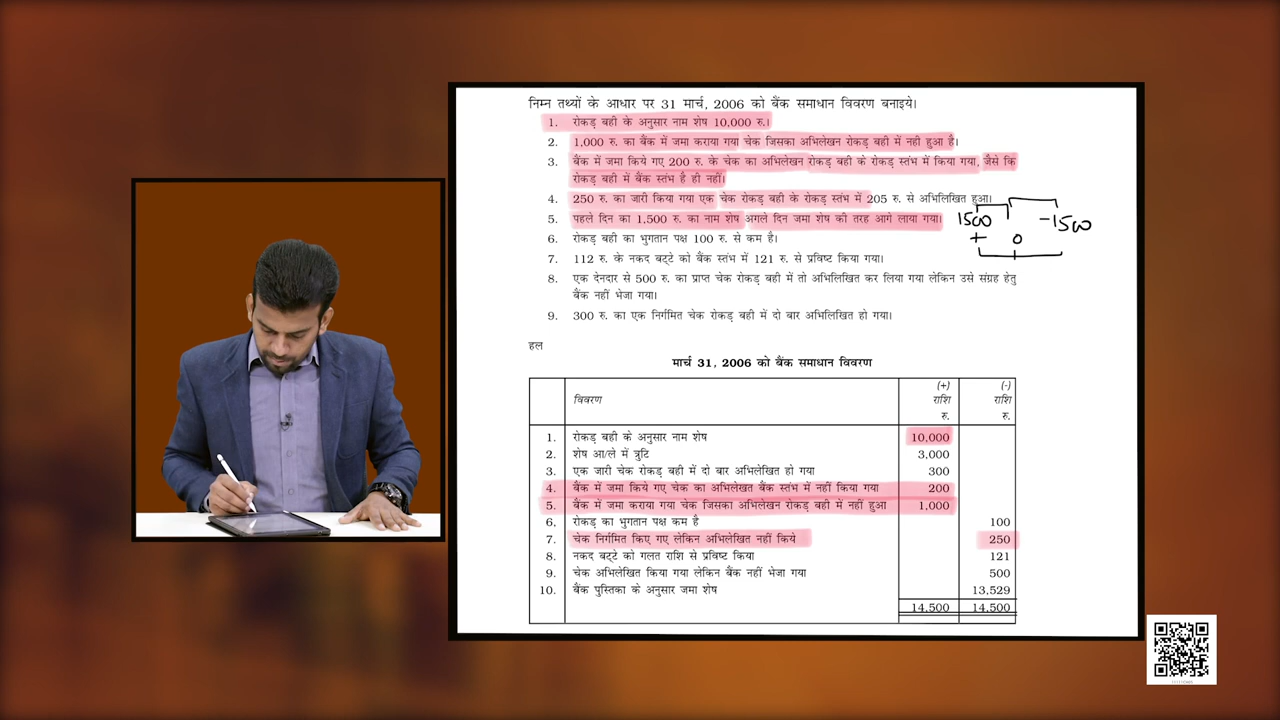 निम्न तथ्यों के आधार पर 31 मार्च, 2006 को बैंक समाधान विवरण बनाइये।
1. रोकड़ बही के अनुसार नाम शेष 10,000 रु.।
2. 1,000 रु. का बैंक में जमा कराया गया चेक जिसका अभिलेखन रोकड़ बही में नही हुआ है।
3. बैंक में जमा किये गए 200 रु. के चेक का अभिलेखन रोकड़ बही के रोकड़ स्तंभ में किया गया, जैसे कि
रोकड़ बही में बैंक स्तंभ है ही नहीं।
4. 250 रु. का जारी किया गया एक चेक रोकड़ बही के रोकड़ स्तंभ में 205 रु. से अभिलिखित हुआ।
5. पहले दिन का 1,500 रु. का नाम शेष अगले दिन जमा शेष की तरह आगे लाया गया।
1500 -1500
+ 0
6. रोकड़ बही का भुगतान पक्ष 100 रु. से कम है।
7. 112 रु. के नकद बट्टे को बैंक स्तंभ में 121 रु. से प्रविष्ट किया गया।
8. एक देनदार से 500 रु. का प्राप्त चेक रोकड़ बही में तो अभिलिखित कर लिया गया लेकिन उसे संग्रह हेतु
बैंक नहीं भेजा गया।
9. 300 रु. का एक निर्गमित चेक रोकड़ बही में दो बार अभिलिखित हो गया।
हल
मार्च 31, 2006 को बैंक समाधान विवरण
(+) (-)
विवरण राशि राशि
रु. रु.
1. रोकड़ बही के अनुसार नाम शेष 10,000
2. शेष आ/ले में त्रुटि 3,000
3. एक जारी चेक रोकड़ बही में दो बार अभिलेखित हो गया 300
4. बैंक में जमा किये गए चेक का अभिलेखत बैंक स्तंभ में नहीं किया गया 200
5. बैंक में जमा कराया गया चेक जिसका अभिलेखन रोकड़ बही में नहीं हुआ 1,000
6. रोकड़ का भुगतान पक्ष कम है 100
7. चेक निर्गमित किए गए लेकिन अभिलेखित नहीं किये 250
8. नकद बट्टे को गलत राशि से प्रविष्ट किया 121
9. चेक अभिलेखित किया गया लेकिन बैंक नहीं भेजा गया 500
10. बैंक पुस्तिका के अनुसार जमा शेष 13,529
14,500 14,500